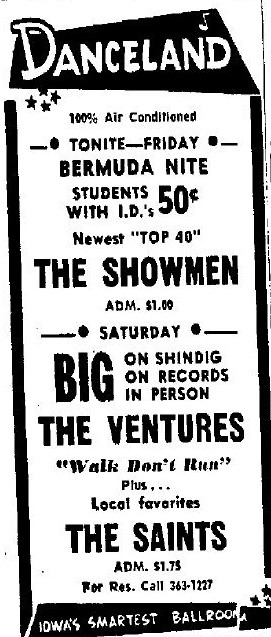 DANCELAND
100% Air Conditioned
TONITE—FRIDAY
BERMUDA NITE
STUDENTS
WITH I.D.'s 50¢
Newest "TOP 40"
THE SHOWMEN
ADM. $1.00
SATURDAY
BIG
ON SHINDIG
ON RECORDS
IN PERSON
THE VENTURES
"Walk Don't Run"
Plus...
Local favorites
THE SAINTS
ADM. $1.75
For Res. Call 363-1227
IOWA'S SMARTEST BALLROOM